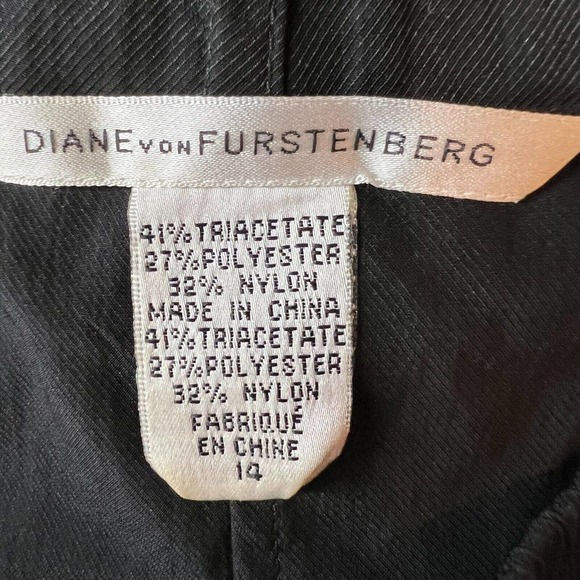 DIANE VON FURSTENBERG
41% TRIACETATE
27% POLYESTER
32% NYLON
MADE IN CHINA
41% TRIACETATE
27% POLYESTER
32% NYLON
FABRIQUÉ
EN CHINE
14